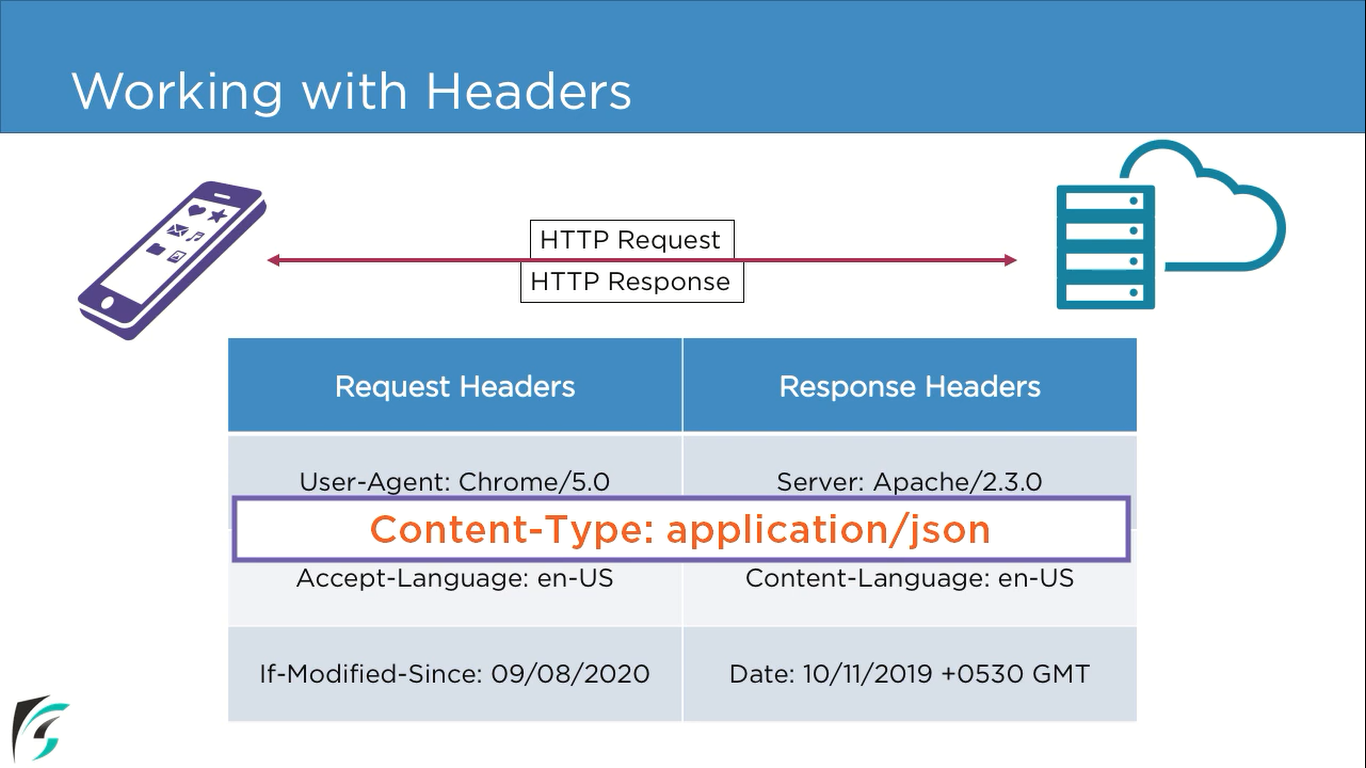 Working with Headers
HTTP Request
HTTP Response
Request Headers Response Headers
User-Agent: Chrome/5.0 Server: Apache/2.3.0
Content-Type: application/json
Accept-Language: en-US Content-Language: en-US
If-Modified-Since: 09/08/2020 Date: 10/11/2019 +0530 GMT